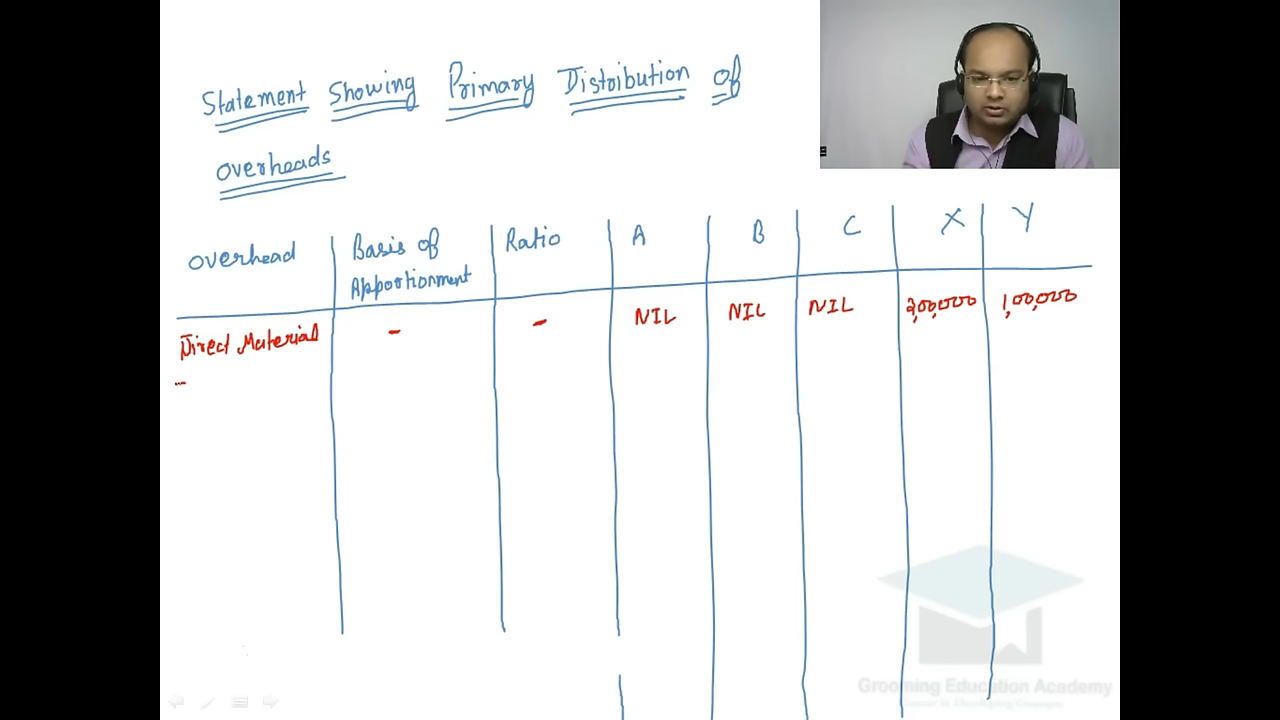 Statement Showing Primary Distribution of
overheads
overhead Basis of Apportionment Ratio A B C X Y
Direct Material - - NIL NIL NIL 2,00,000 1,00,000
Grooming Education Academy